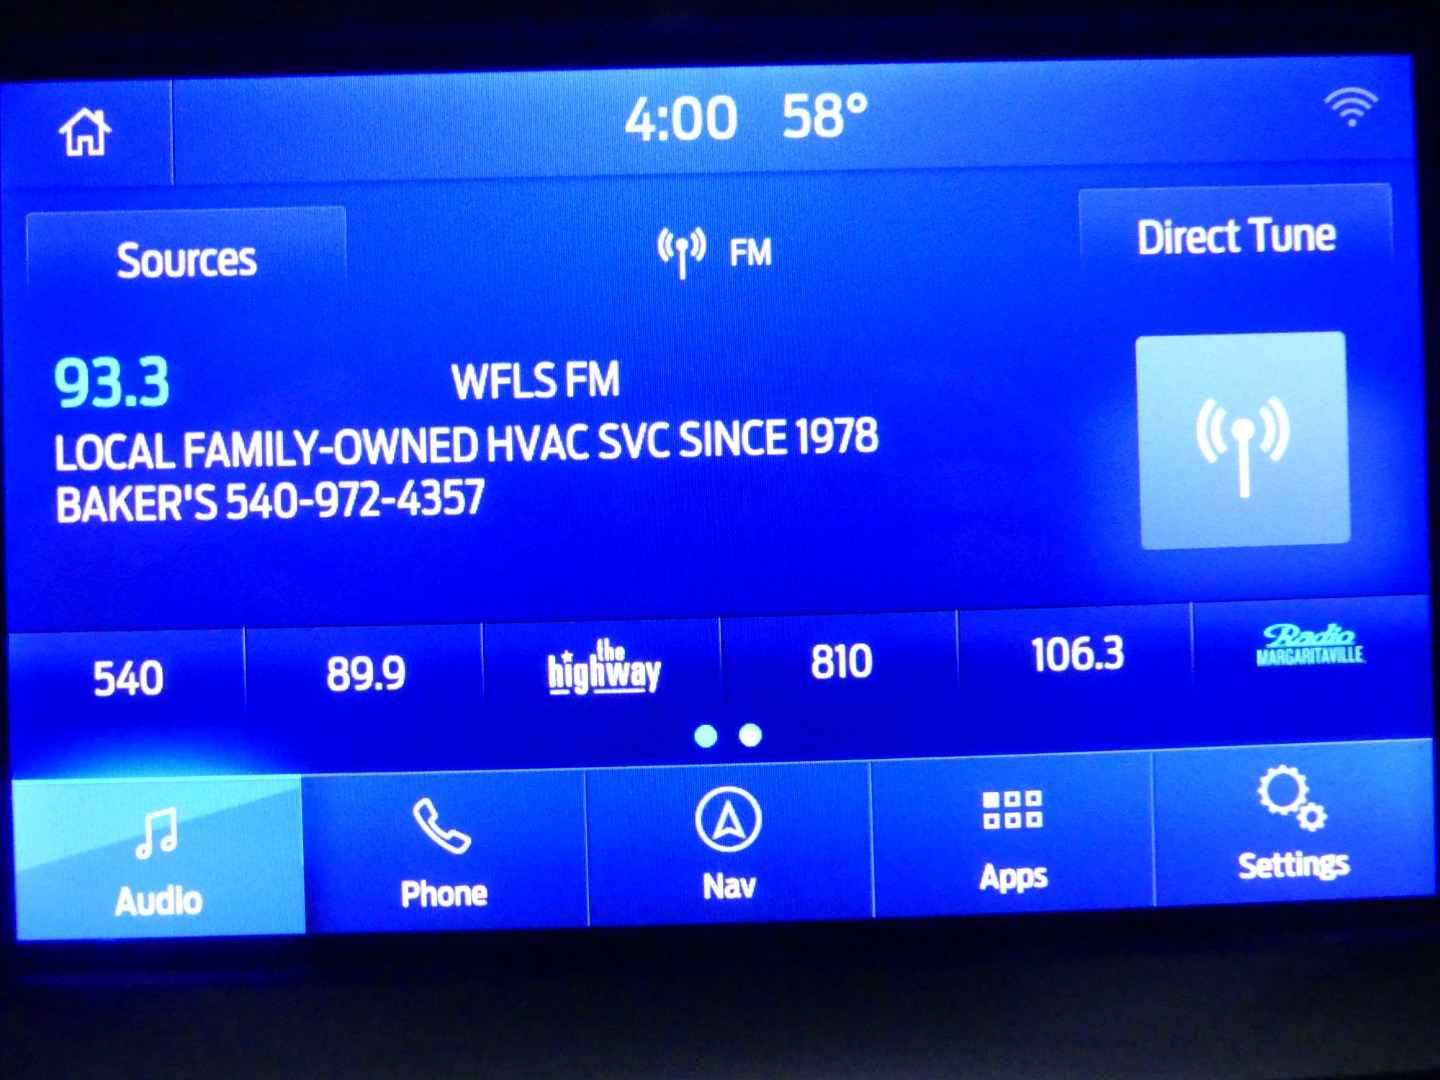 4:00 58°
Sources
FM
Direct Tune
93.3 WFLS FM
LOCAL FAMILY-OWNED HVAC SVC SINCE 1978
BAKER'S 540-972-4357
540 89.9 the highway 810 106.3 Radio MARGARITAVILLE
Audio Phone Nav Apps Settings